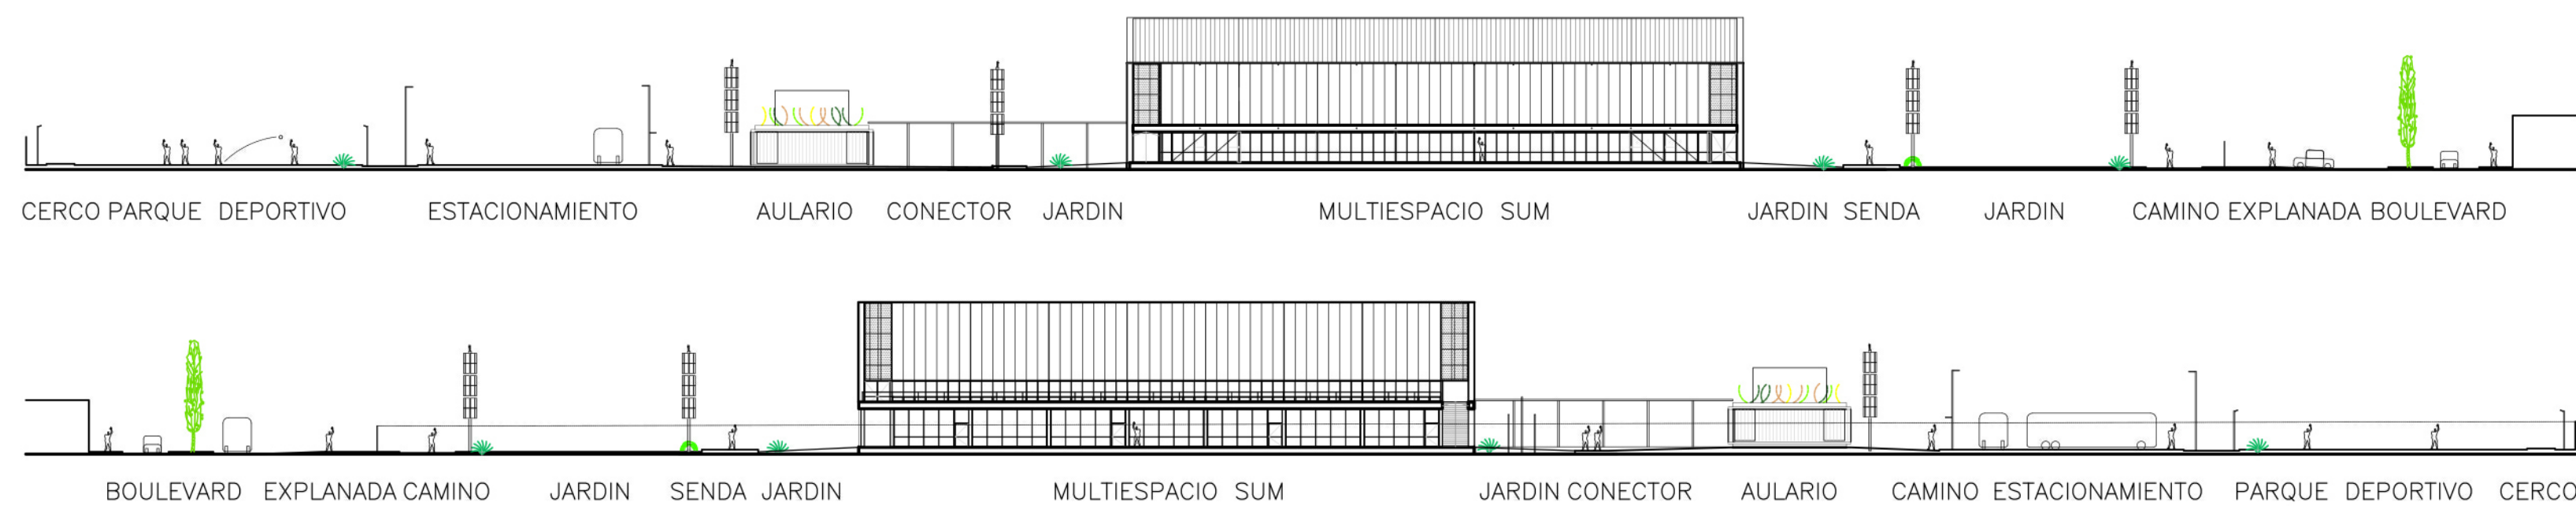 CERCO PARQUE DEPORTIVO ESTACIONAMIENTO AULARIO CONECTOR JARDIN MULTIESPACIO SUM JARDIN SENDA JARDIN CAMINO EXPLANADA BOULEVARD
BOULEVARD EXPLANADA CAMINO JARDIN SENDA JARDIN MULTIESPACIO SUM JARDIN CONECTOR AULARIO CAMINO ESTACIONAMIENTO PARQUE DEPORTIVO CERCO